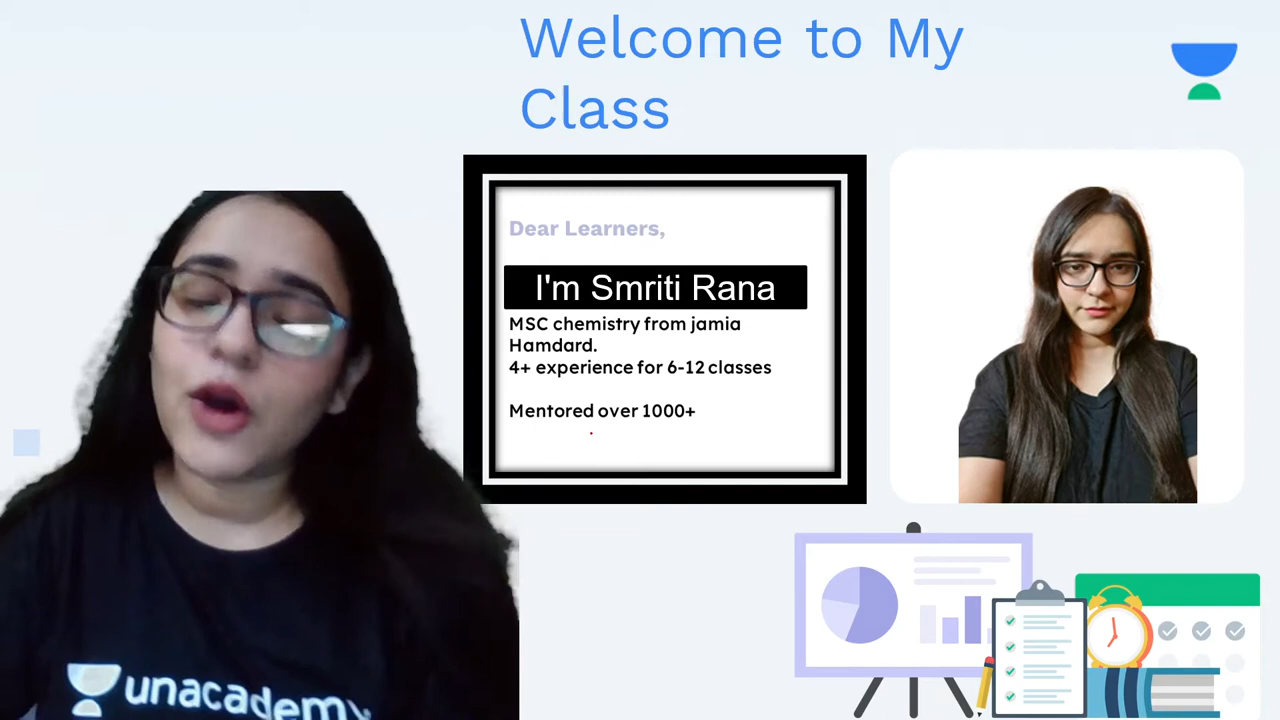 Welcome to My
Class
Dear Learners,
I'm Smriti Rana
MSC chemistry from jamia
Hamdard.
4+ experience for 6-12 classes
Mentored over 1000+
unacademy